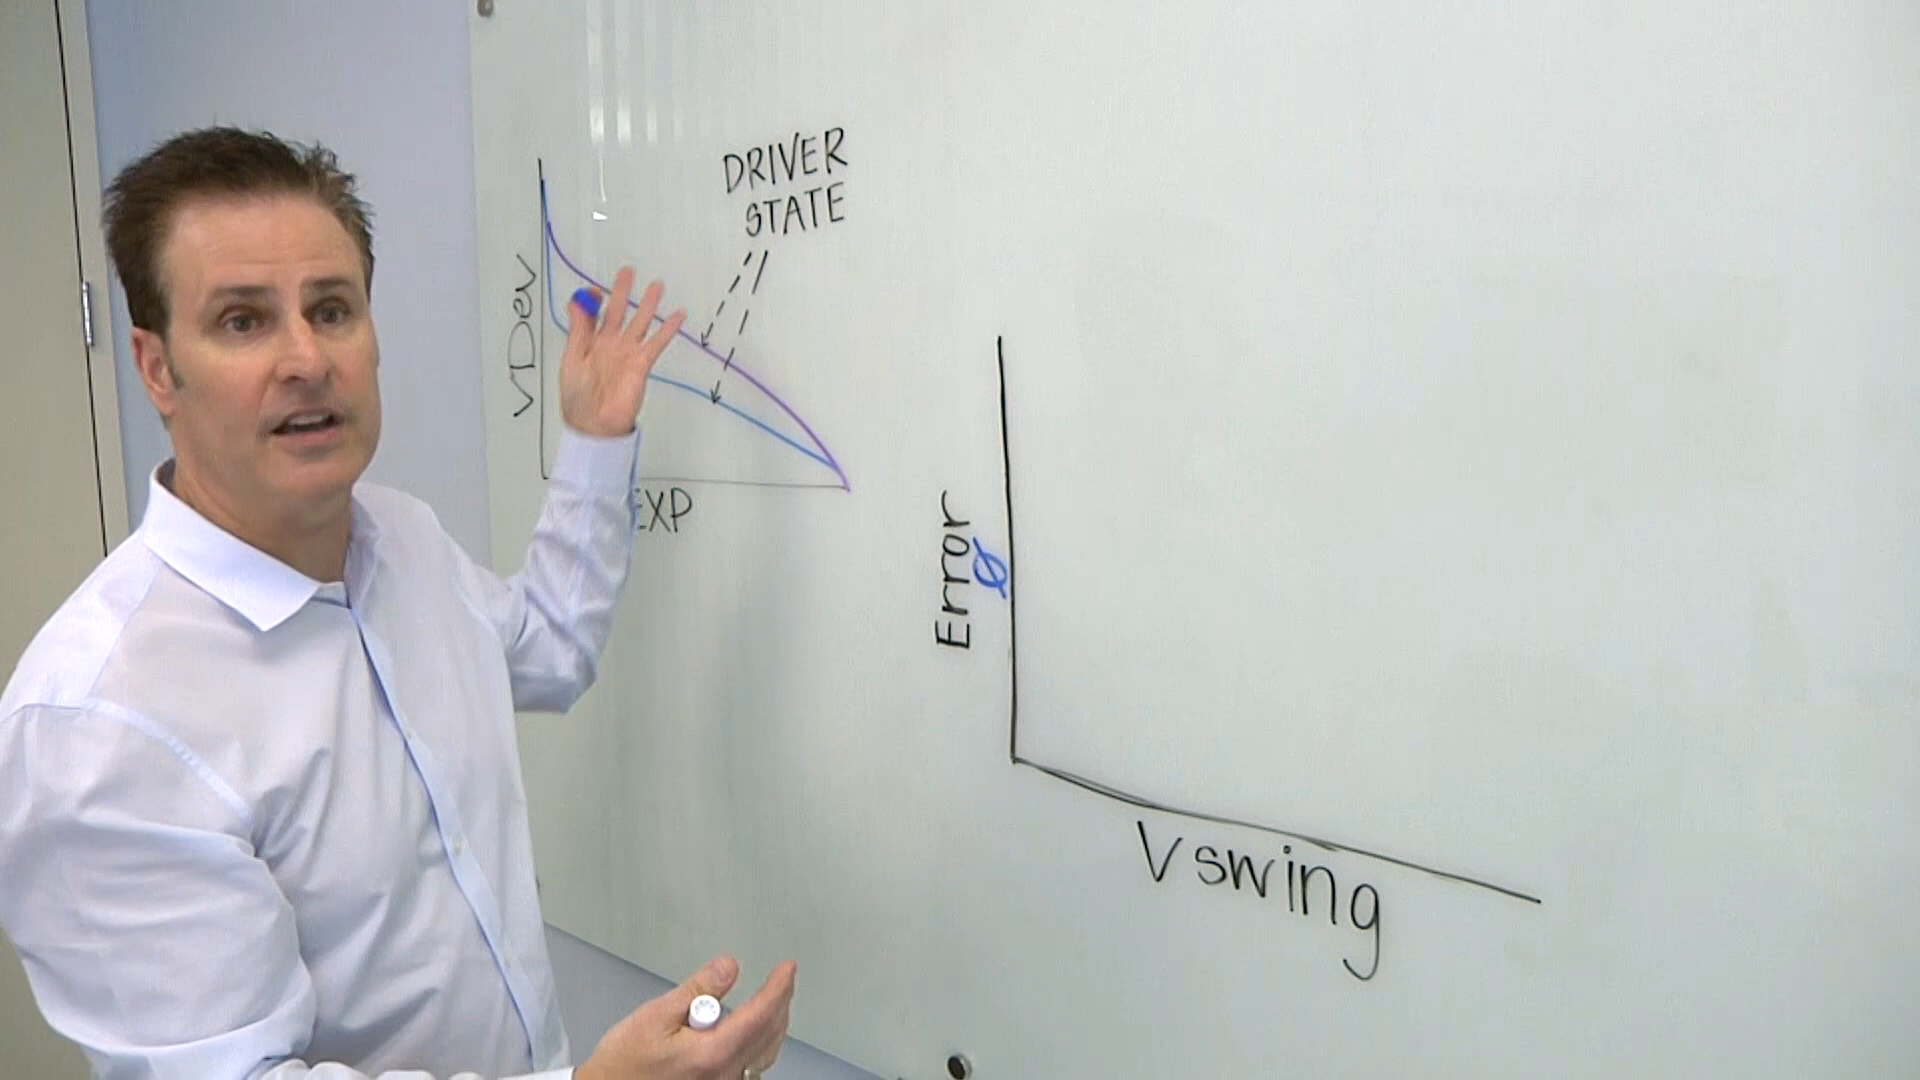 DRIVER
STATE
VDev
EXP
Error
Ø
Vswing